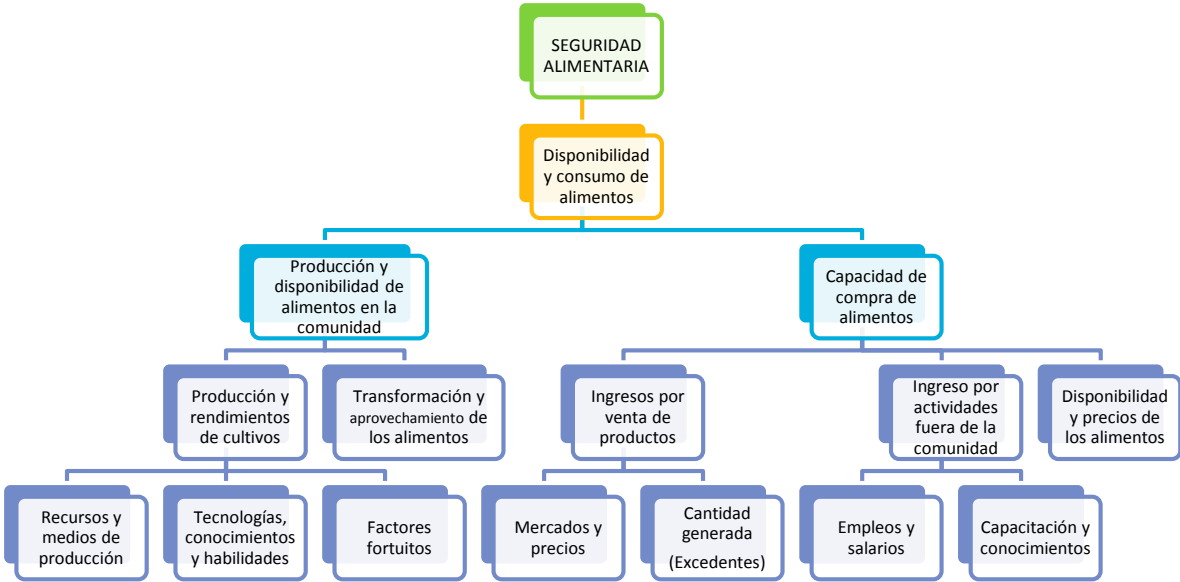 SEGURIDAD
ALIMENTARIA
Disponibilidad
y consumo de
alimentos
Producción y
disponibilidad de
alimentos en la
comunidad
Capacidad de
compra de
alimentos
Producción y
rendimientos
de cultivos
Transformación y
aprovechamiento de
los alimentos
Ingresos por
venta de
productos
Ingreso por
actividades
fuera de la
comunidad
Disponibilidad
y precios de
los alimentos
Recursos y
medios de
producción
Tecnologías,
conocimientos
y habilidades
Factores
fortuitos
Mercados y
precios
Cantidad
generada
(Excedentes)
Empleos y
salarios
Capacitación y
conocimientos